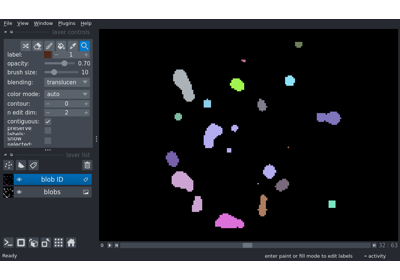 File View Window Plugins Help
layer controls
label: 1
opacity: 0.70
brush size: 10
blending: translucen
color mode: auto
contour: 0
n edit dim: 2
contiguous:
preserve labels:
show selected:
layer list
blob ID
blobs
0 32 63
Ready enter paint or fill mode to edit labels activity